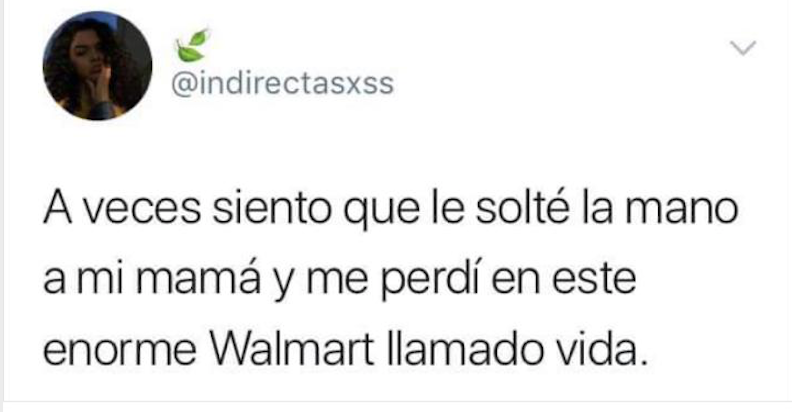 @indirectasxss
A veces siento que le solté la mano
a mi mamá y me perdí en este
enorme Walmart llamado vida.